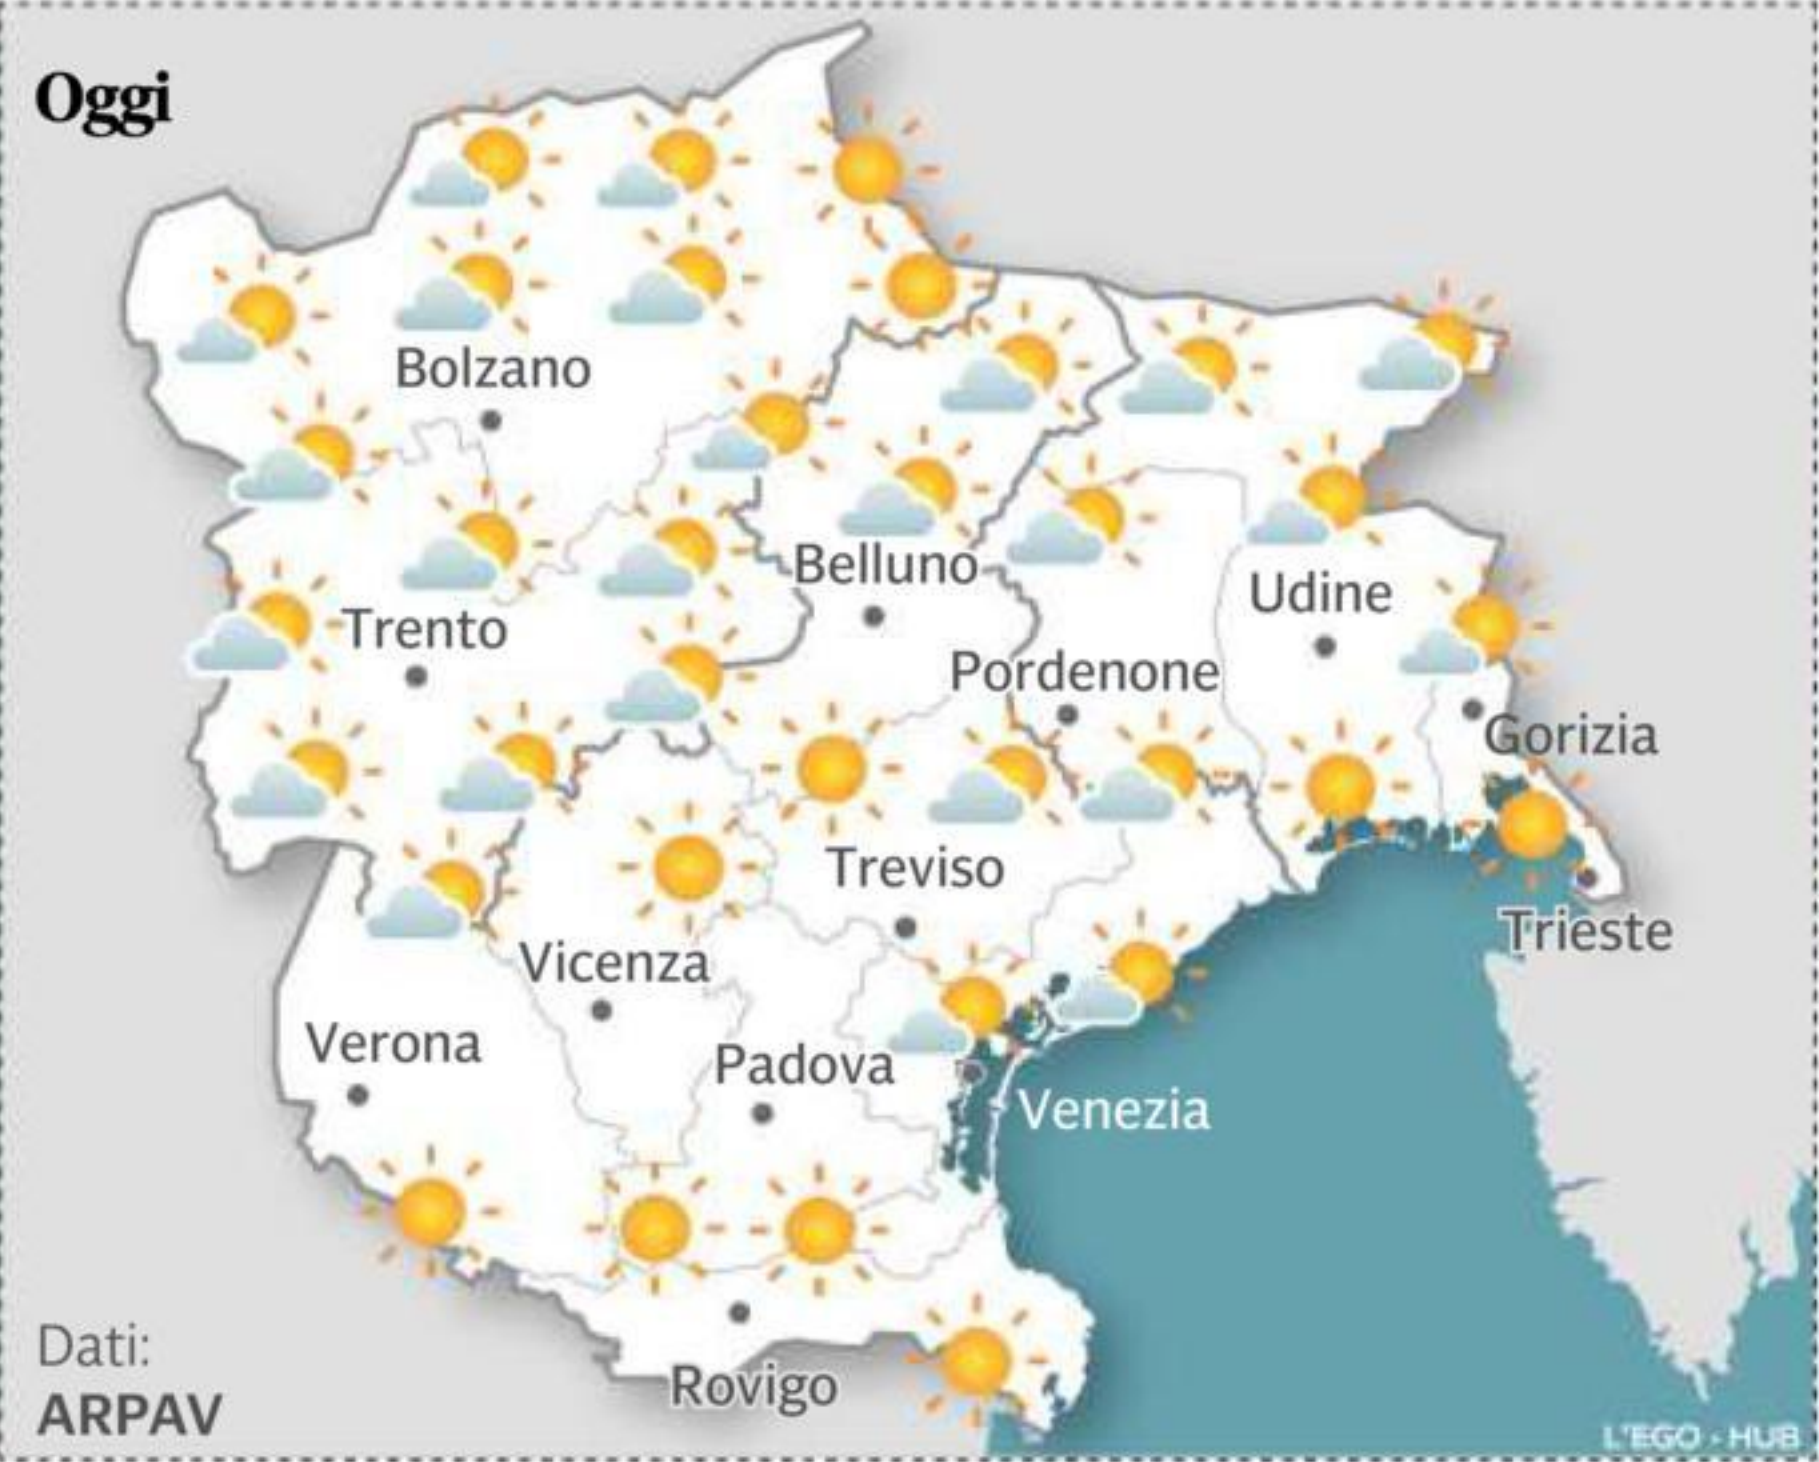 Oggi
Bolzano
Belluno
Udine
Trento
Pordenone
Gorizia
Treviso
Trieste
Vicenza
Verona
Padova
Venezia
Rovigo
Dati:
ARPAV
L'EGO - HUB